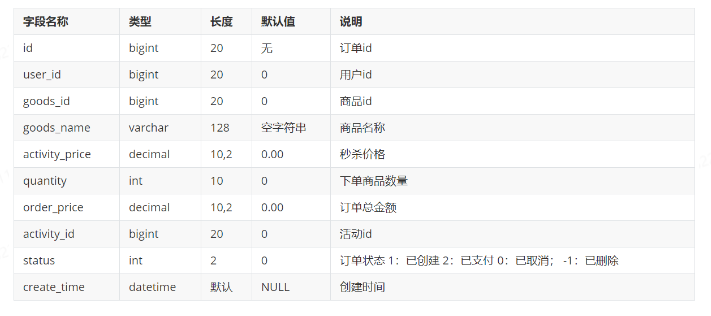 字段名称 类型 长度 默认值 说明
id bigint 20 无 订单id
user_id bigint 20 0 用户id
goods_id bigint 20 0 商品id
goods_name varchar 128 空字符串 商品名称
activity_price decimal 10,2 0.00 秒杀价格
quantity int 10 0 下单商品数量
order_price decimal 10,2 0.00 订单总金额
activity_id bigint 20 0 活动id
status int 2 0 订单状态 1：已创建 2：已支付 0：已取消； -1：已删除
create_time datetime 默认 NULL 创建时间